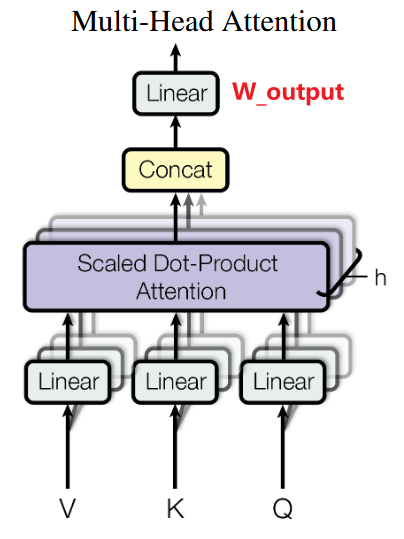 Multi-Head Attention
Linear W_output
Concat
Scaled Dot-Product
Attention
h
Linear Linear Linear
V K Q